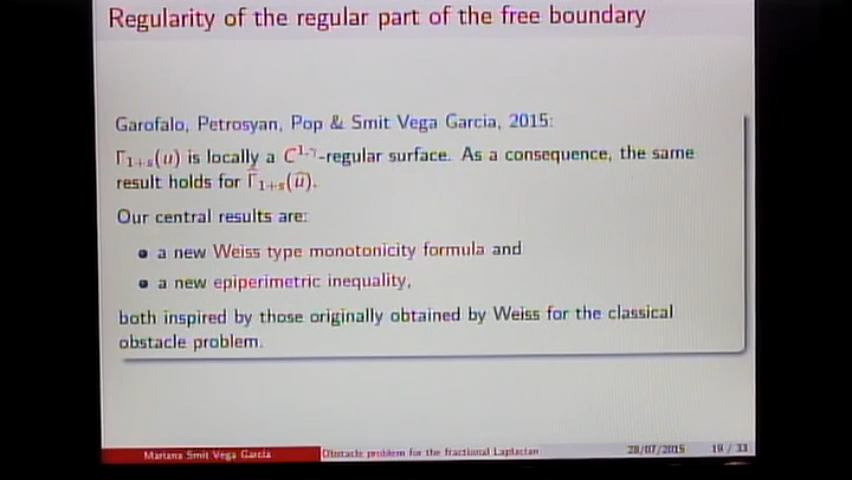 Regularity of the regular part of the free boundary
Garofalo, Petrosyan, Pop & Smit Vega Garcia, 2015:
Γ₁₊ₛ(u) is locally a C^{1,γ}-regular surface. As a consequence, the same
result holds for Γ̂₁₊ₛ(û).
Our central results are:
• a new Weiss type monotonicity formula and
• a new epiperimetric inequality,
both inspired by those originally obtained by Weiss for the classical
obstacle problem.
Mariana Smit Vega Garcia Obstacle problem for the fractional Laplacian 28/07/2015 19 / 33